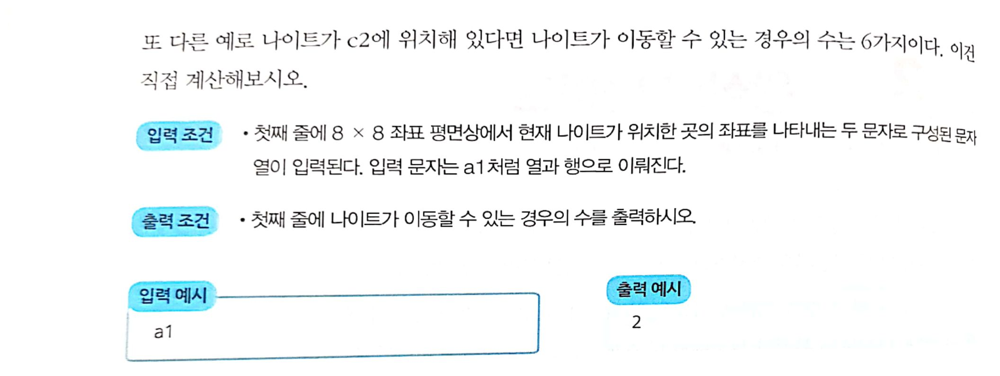 또 다른 예로 나이트가 c2에 위치해 있다면 나이트가 이동할 수 있는 경우의 수는 6가지이다. 이건
직접 계산해보시오.
입력 조건 • 첫째 줄에 8 × 8 좌표 평면상에서 현재 나이트가 위치한 곳의 좌표를 나타내는 두 문자로 구성된 문자
열이 입력된다. 입력 문자는 a1처럼 열과 행으로 이뤄진다.
출력 조건 • 첫째 줄에 나이트가 이동할 수 있는 경우의 수를 출력하시오.
입력 예시
a1
출력 예시
2